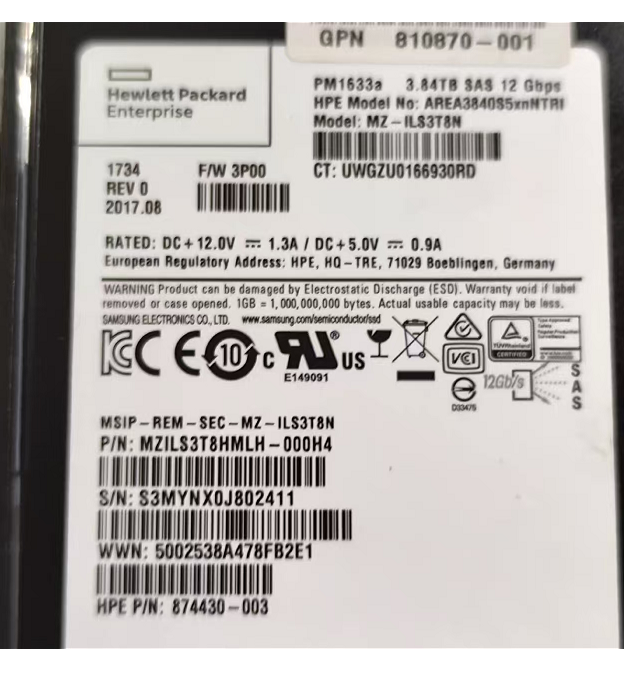 GPN 810870-001
Hewlett Packard
Enterprise
PM1633a 3.84TB SAS 12 Gbps
HPE Model No: AREA3840S5xnNTRI
Model: MZ-ILS3T8N
CT: UWGZU0166930RD
1734 F/W 3P00
REV 0
2017.08
RATED: DC+12.0V ⎓ 1.3A / DC+5.0V ⎓ 0.9A
European Regulatory Address: HPE, HQ-TRE, 71029 Boeblingen, Germany
WARNING Product can be damaged by Electrostatic Discharge (ESD). Warranty void if label
removed or case opened. 1GB = 1,000,000,000 bytes. Actual usable capacity may be less.
SAMSUNG ELECTRONICS CO., LTD. www.samsung.com/semiconductor/ssd
10
c RU® US
E149091
TÜVRheinland
CERTIFIED
VCI
D33475
12Gb/s
SAS
MSIP-REM-SEC-MZ-ILS3T8N
P/N: MZILS3T8HMLH-000H4
S/N: S3MYNX0J802411
WWN: 5002538A478FB2E1
HPE P/N: 874430-003